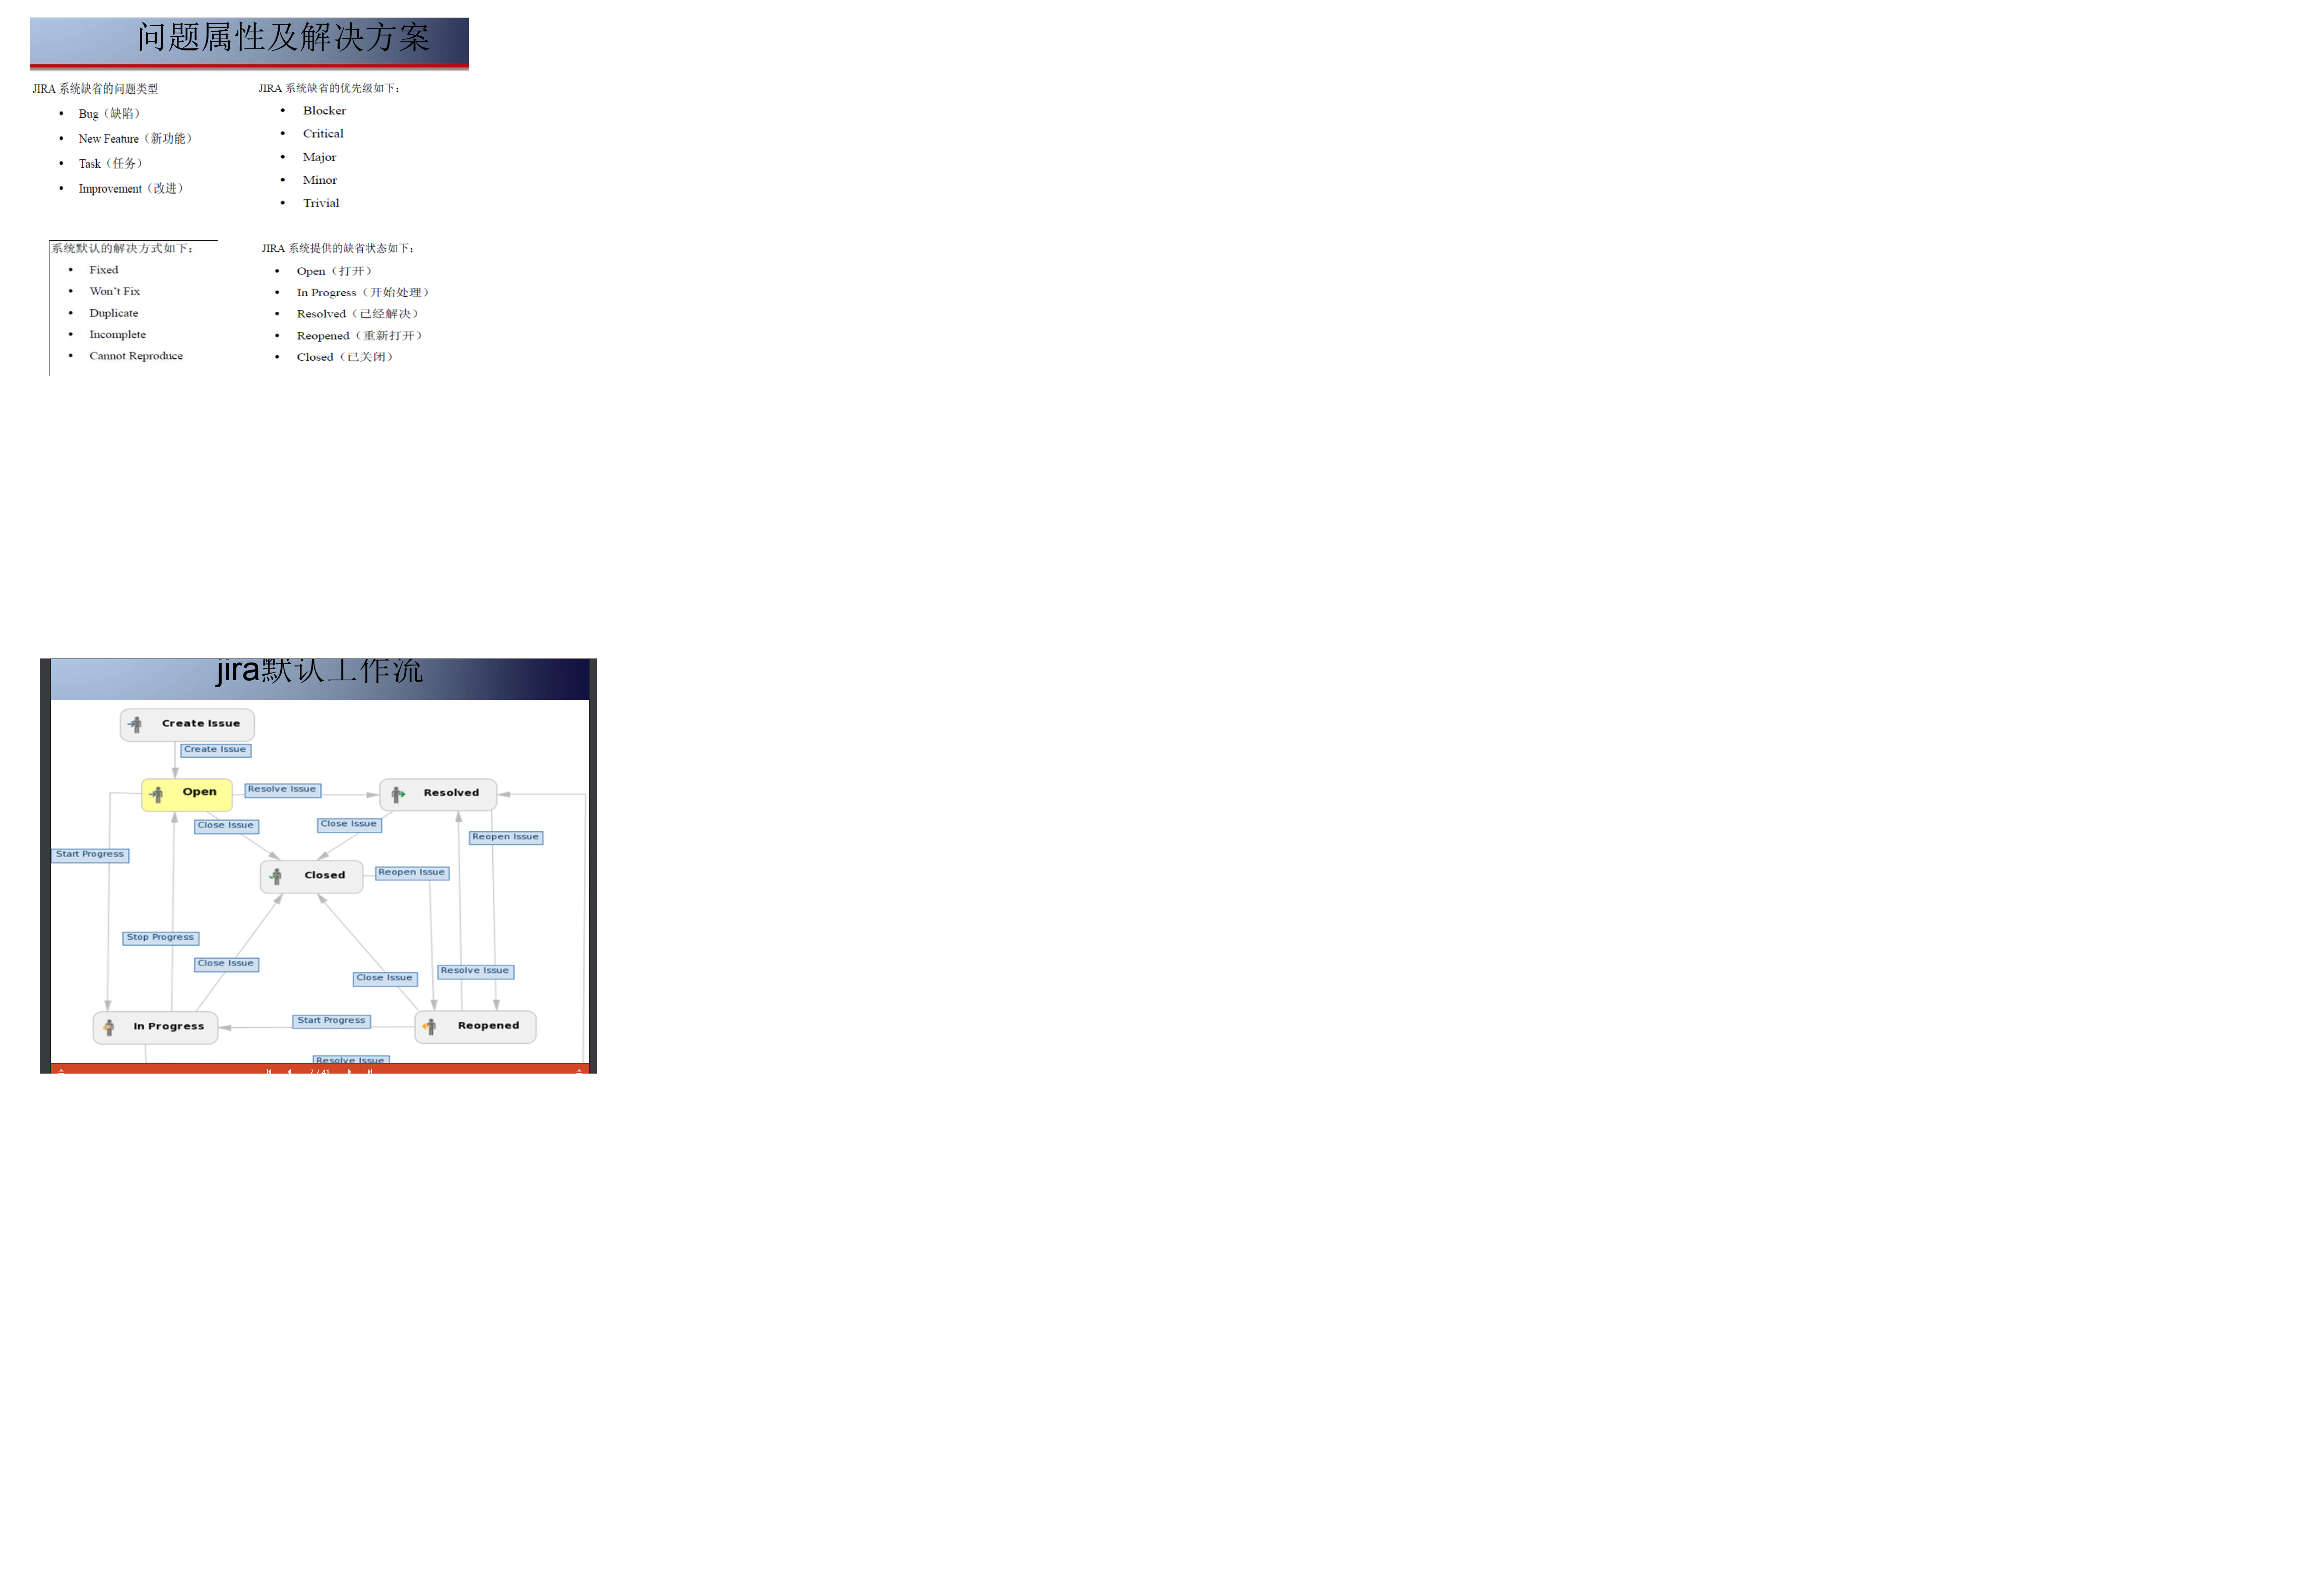 问题属性及解决方案
JIRA 系统缺省的问题类型
• Bug（缺陷）
• New Feature（新功能）
• Task（任务）
• Improvement（改进）
JIRA 系统缺省的优先级如下：
• Blocker
• Critical
• Major
• Minor
• Trivial
系统默认的解决方式如下：
• Fixed
• Won’t Fix
• Duplicate
• Incomplete
• Cannot Reproduce
JIRA 系统提供的缺省状态如下：
• Open（打开）
• In Progress（开始处理）
• Resolved（已经解决）
• Reopened（重新打开）
• Closed（已关闭）
jira默认工作流
Create Issue
Create Issue
Open
Resolve Issue
Resolved
Close Issue
Close Issue
Reopen Issue
Start Progress
Closed
Reopen Issue
Stop Progress
Close Issue
Close Issue
Resolve Issue
In Progress
Start Progress
Reopened
Resolve Issue
7 / 41